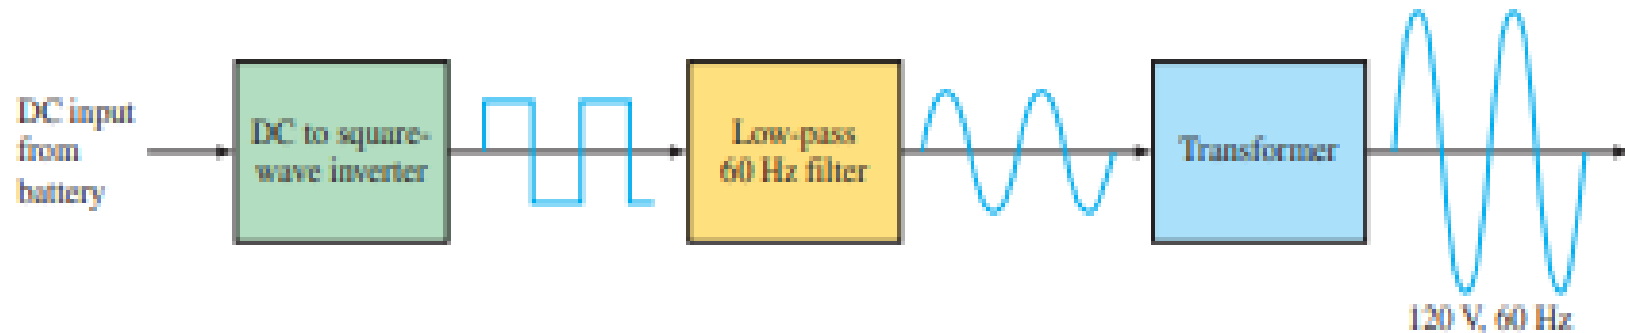 DC input
from
battery
DC to square-
wave inverter
Low-pass
60 Hz filter
Transformer
120 V, 60 Hz